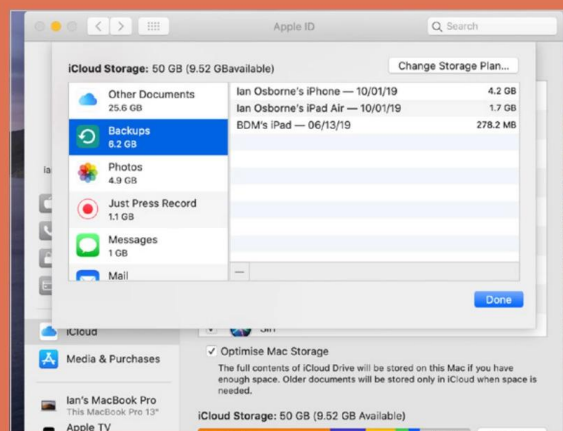 Apple ID
Search
iCloud Storage: 50 GB (9.52 GBavailable)
Change Storage Plan...
Other Documents
25.6 GB
Backups
6.2 GB
Photos
4.9 GB
Just Press Record
1.1 GB
Messages
1 GB
Mail
Ian Osborne's iPhone — 10/01/19 4.2 GB
Ian Osborne's iPad Air — 10/01/19 1.7 GB
BDM's iPad — 06/13/19 278.2 MB
Done
iCloud
Media & Purchases
Ian's MacBook Pro
This MacBook Pro 13"
Apple TV
Siri
Optimise Mac Storage
The full contents of iCloud Drive will be stored on this Mac if you have
enough space. Older documents will be stored only in iCloud when space is
needed.
iCloud Storage: 50 GB (9.52 GB Available)